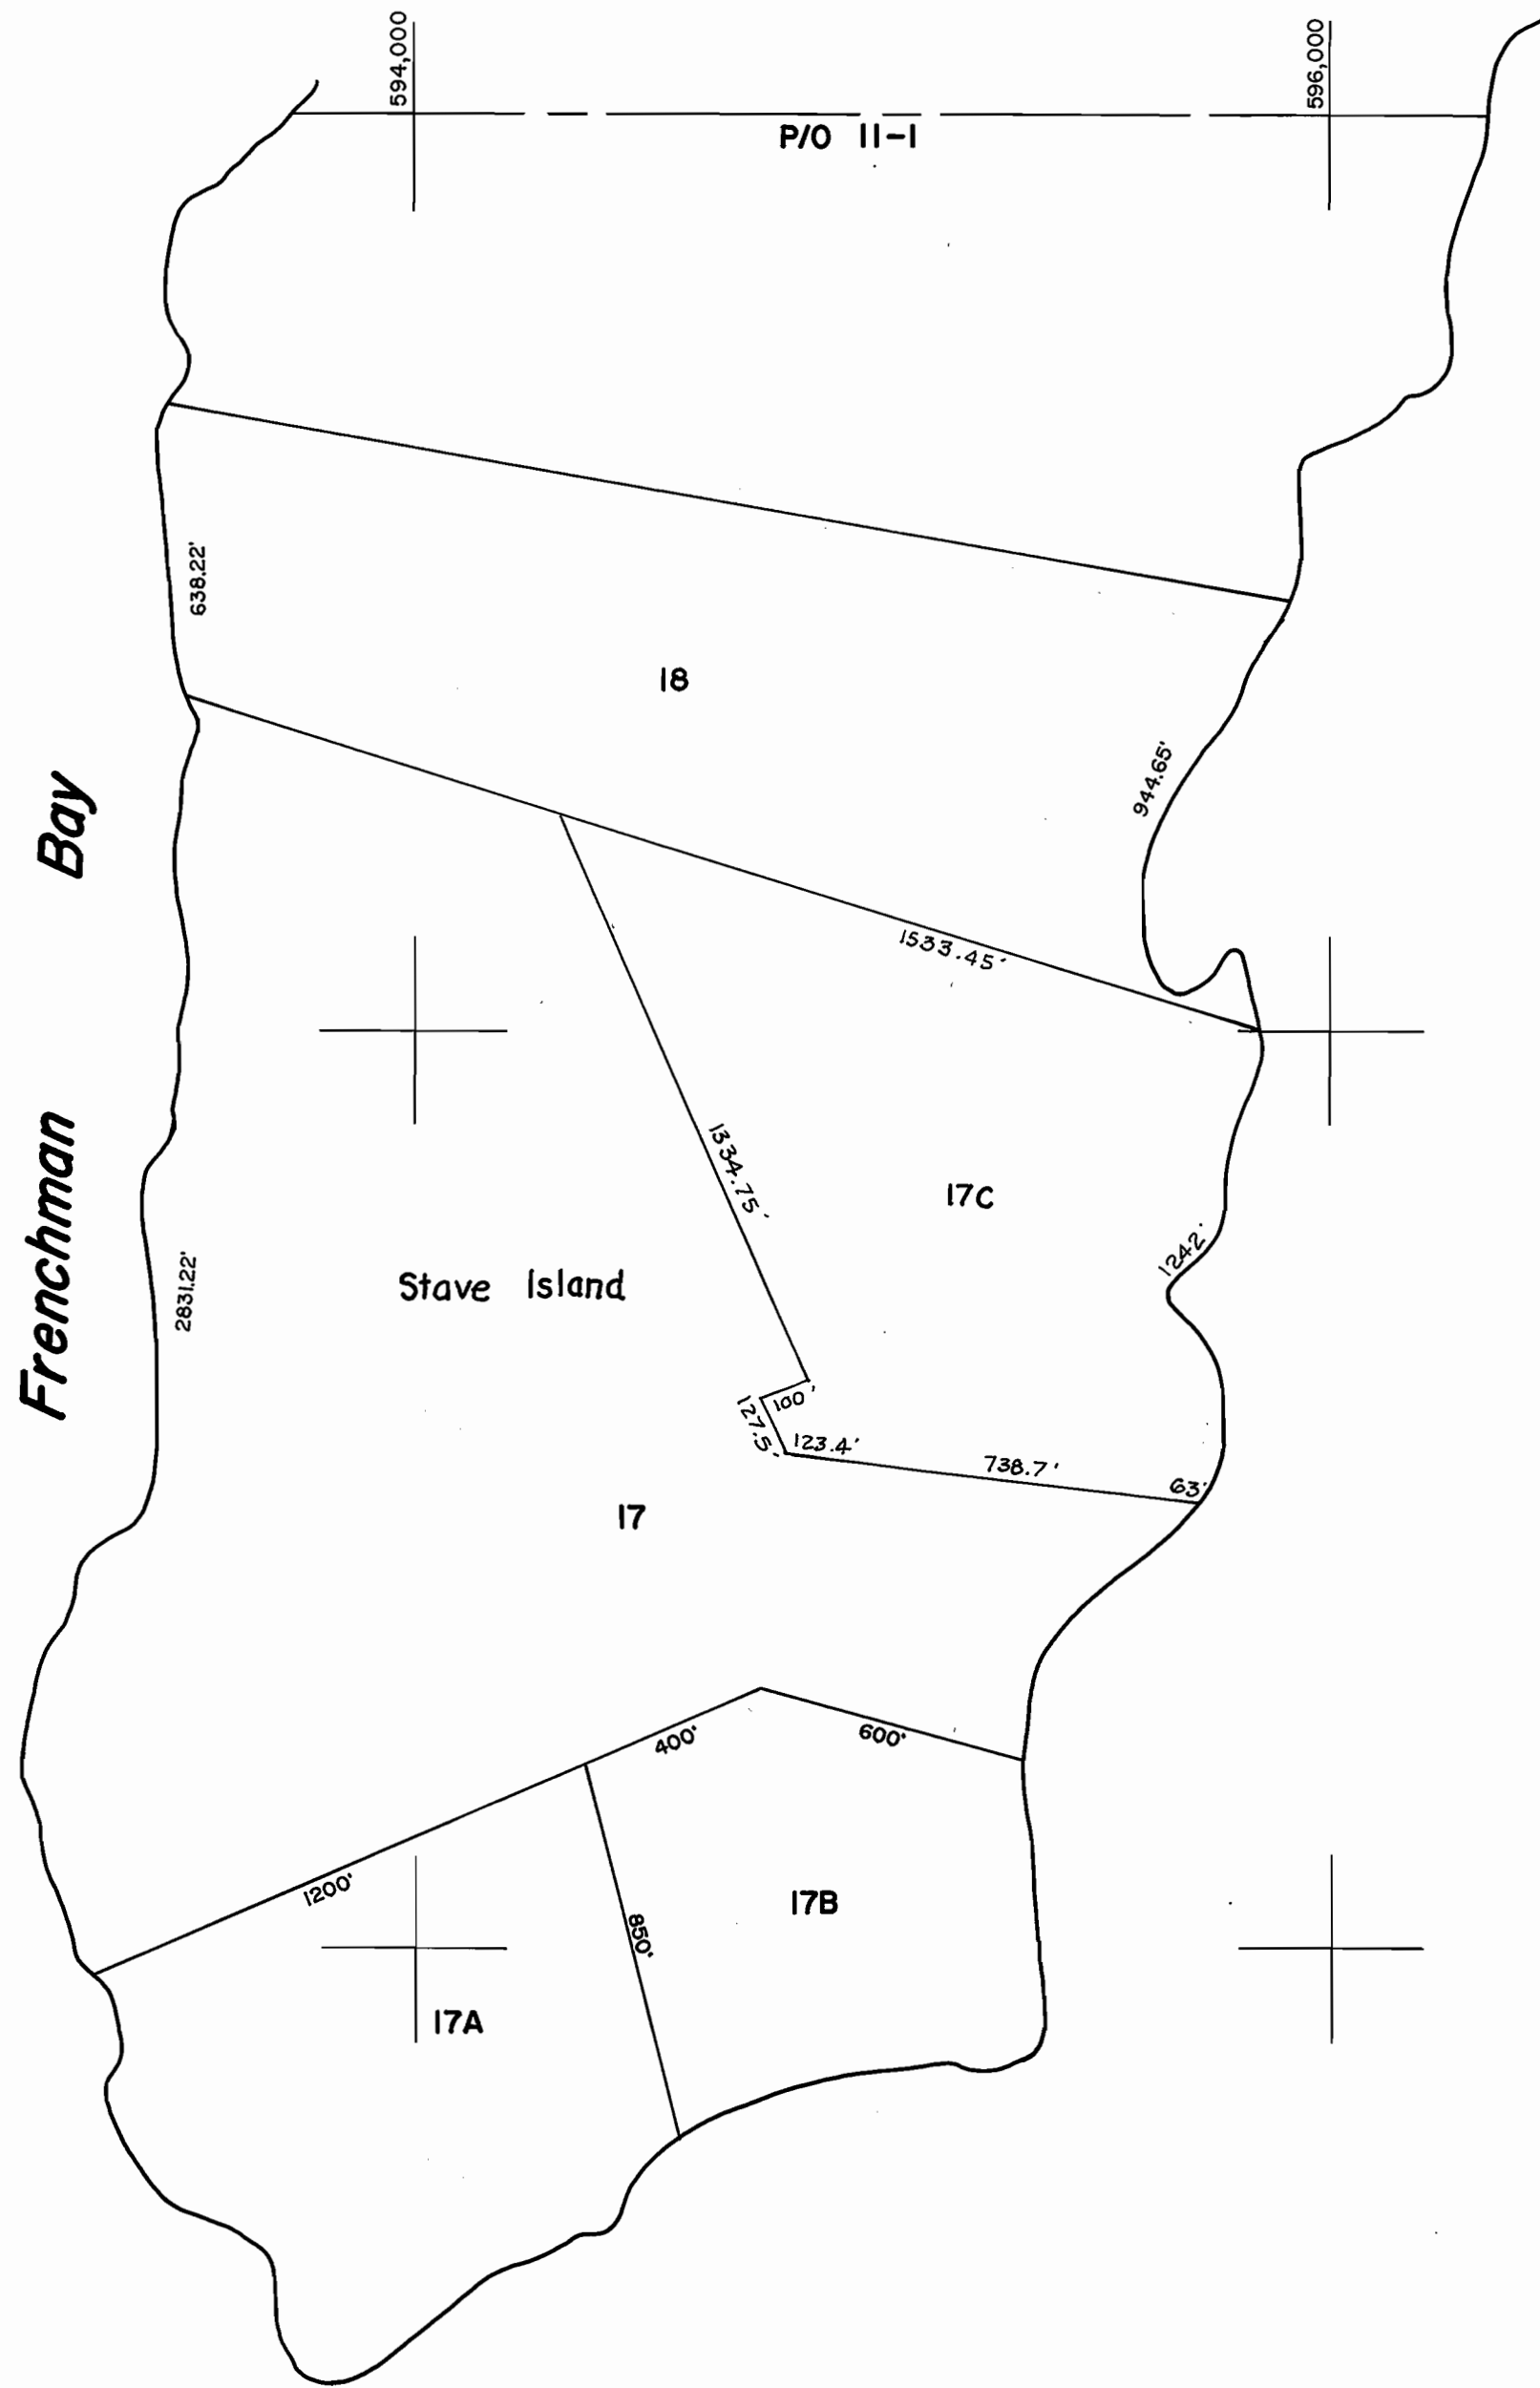 594,000
596,000
P/O 11-1
638.22'
18
944.65'
Bay
1533.45'
1334.75'
17C
1242'
Frenchman
2831.22'
Stave Island
100'
127.5'
123.4'
738.7'
63'
17
400'
600'
1200'
850'
17B
17A